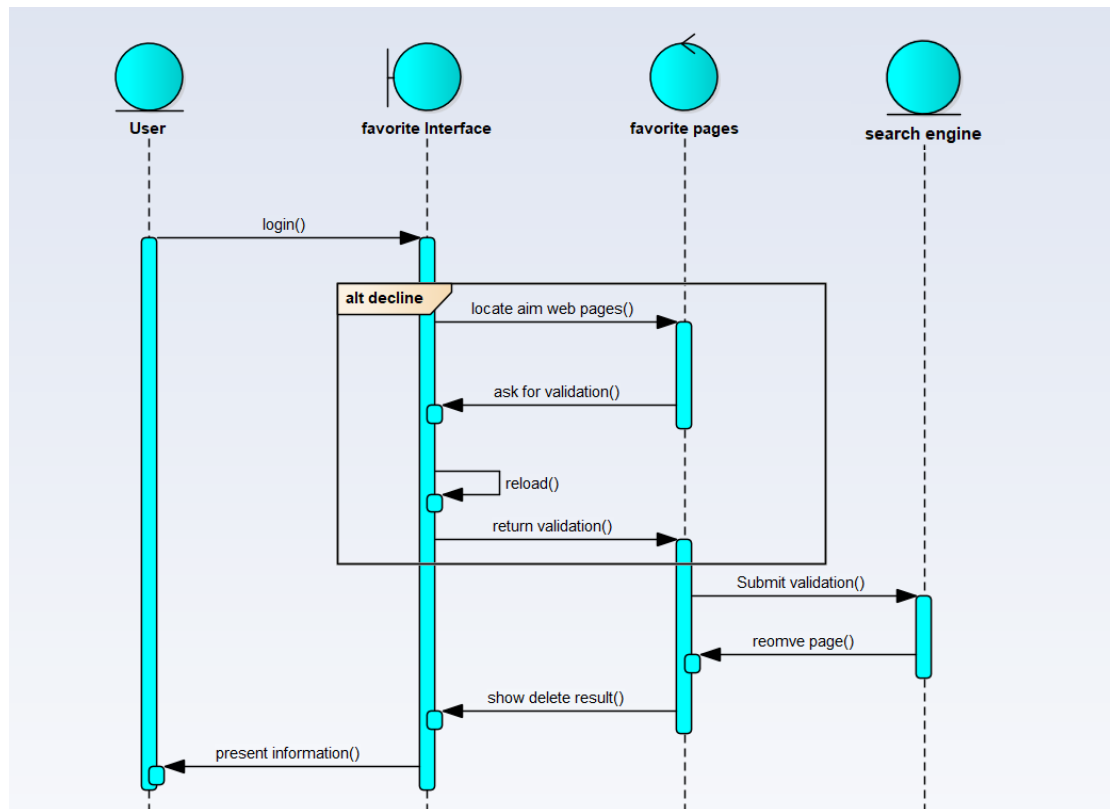 User
favorite Interface
favorite pages
search engine
login()
alt decline
locate aim web pages()
ask for validation()
reload()
return validation()
Submit validation()
reomve page()
show delete result()
present information()